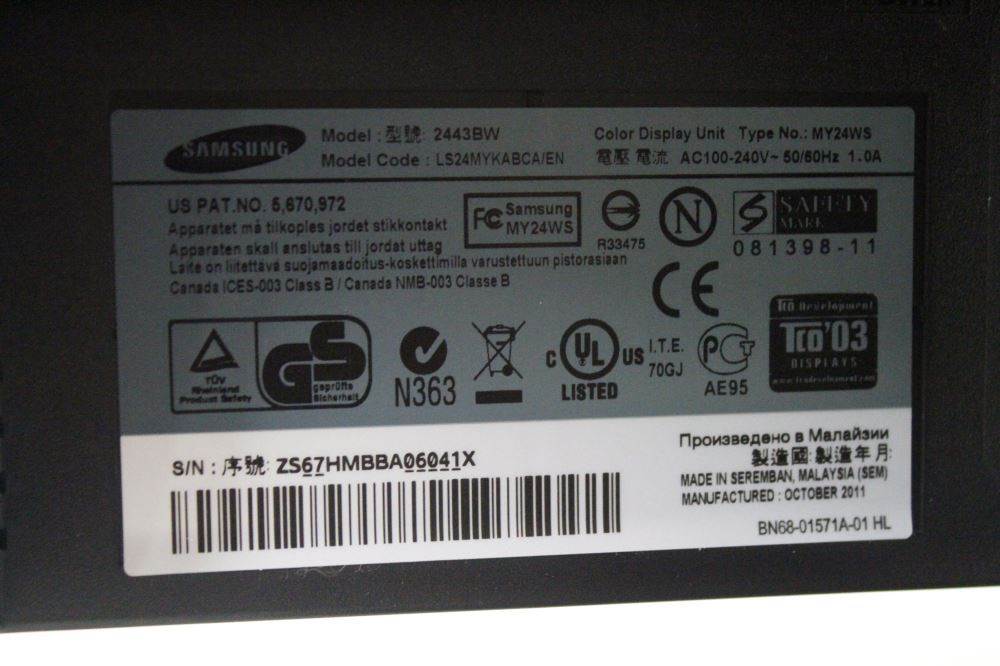 SAMSUNG
Model : 型號: 2443BW
Model Code : LS24MYKABCA/EN
Color Display Unit Type No.: MY24WS
電壓 電流 AC100-240V~ 50/60Hz 1.0A
US PAT.NO. 5,670,972
Apparatet må tilkoples jordet stikkontakt
Apparaten skall anslutas till jordat uttag
Laite on liitettävä suojamaadoitus-koskettimilla varustettuun pistorasiaan
Canada ICES-003 Class B / Canada NMB-003 Classe B
FC Samsung
MY24WS
R33475
N
S SAFETY
MARK
081398-11
CE
TÜV
Rheinland
Product Safety
GS
geprüfte
Sicherheit
N363
c UL US
LISTED
I.T.E.
70GJ
PCT
AE95
TCO Development
TCO'03
DISPLAYS
www.tcodevelopment.com
S/N : 序號: ZS67HMBBA06041X
Произведено в Малайзии
製造國: 製造年月:
MADE IN SEREMBAN, MALAYSIA (SEM)
MANUFACTURED : OCTOBER 2011
BN68-01571A-01 HL